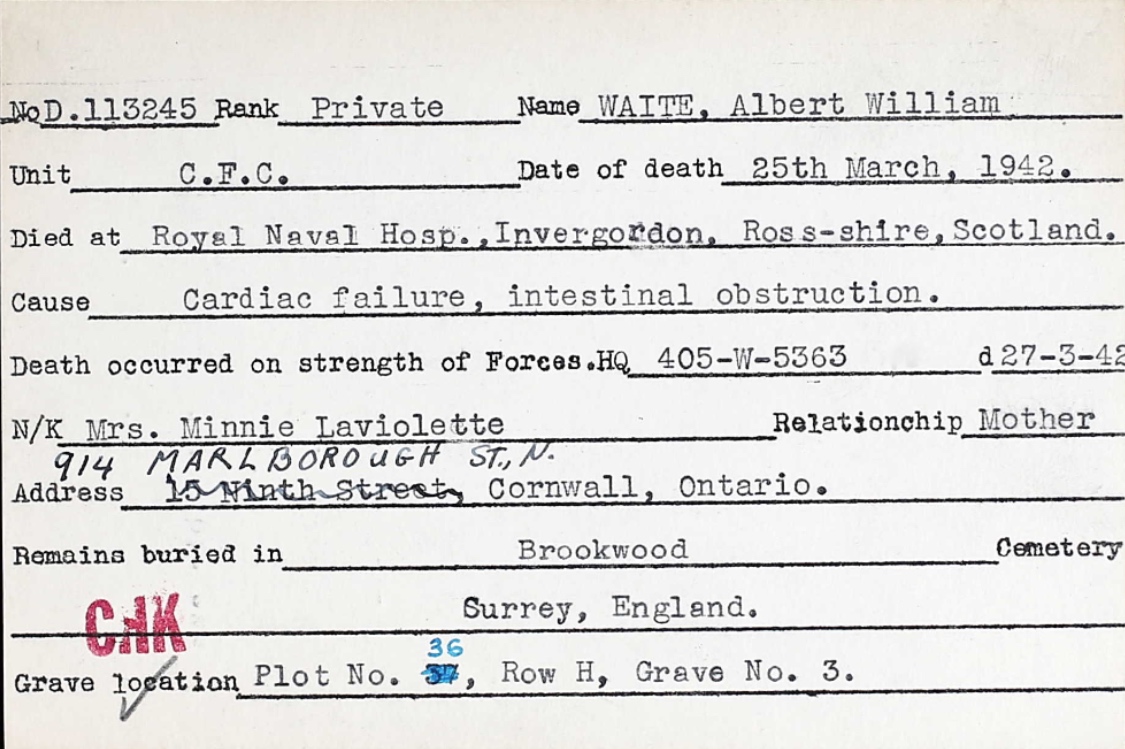 No D.113245 Rank Private Name WAITE, Albert William
Unit C.F.C. Date of death 25th March, 1942.
Died at Royal Naval Hosp., Invergordon, Ross-shire, Scotland.
Cause Cardiac failure, intestinal obstruction.
Death occurred on strength of Forces.HQ 405-W-5363 d 27-3-42
N/K Mrs. Minnie Laviolette Relationchip Mother
914 MARLBOROUGH ST., N.
Address 15 Ninth Street, Cornwall, Ontario.
Remains buried in Brookwood Cemetery
CHK Surrey, England.
36
Grave location Plot No. 37, Row H, Grave No. 3.